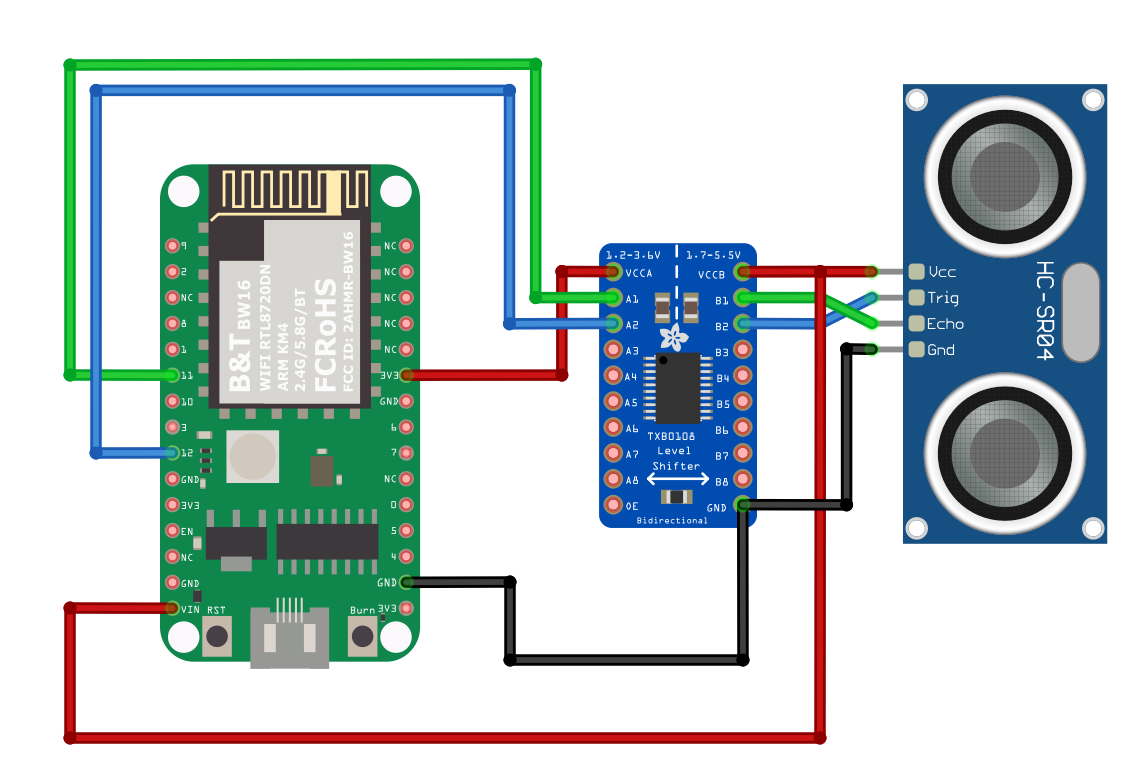 9
2
NC
8
1
11
10
3
12
GND
3V3
EN
NC
GND
VIN
RST
B&T BW16
WIFI RTL8720DN
ARM KM4
2.4G/5.8G/BT
FCRoHS
FCC ID: 2AHMR-BW16
NC
NC
NC
NC
NC
3V3
GND
6
7
NC
0
5
4
GND
3V3
Burn
1.2-3.6V
1.7-5.5V
VCCA
A1
A2
A3
A4
A5
A6
A7
A8
OE
VCCB
B1
B2
B3
B4
B5
B6
B7
B8
GND
TXB0108
Level
Shifter
Bidirectional
Vcc
Trig
Echo
Gnd
HC-SR04